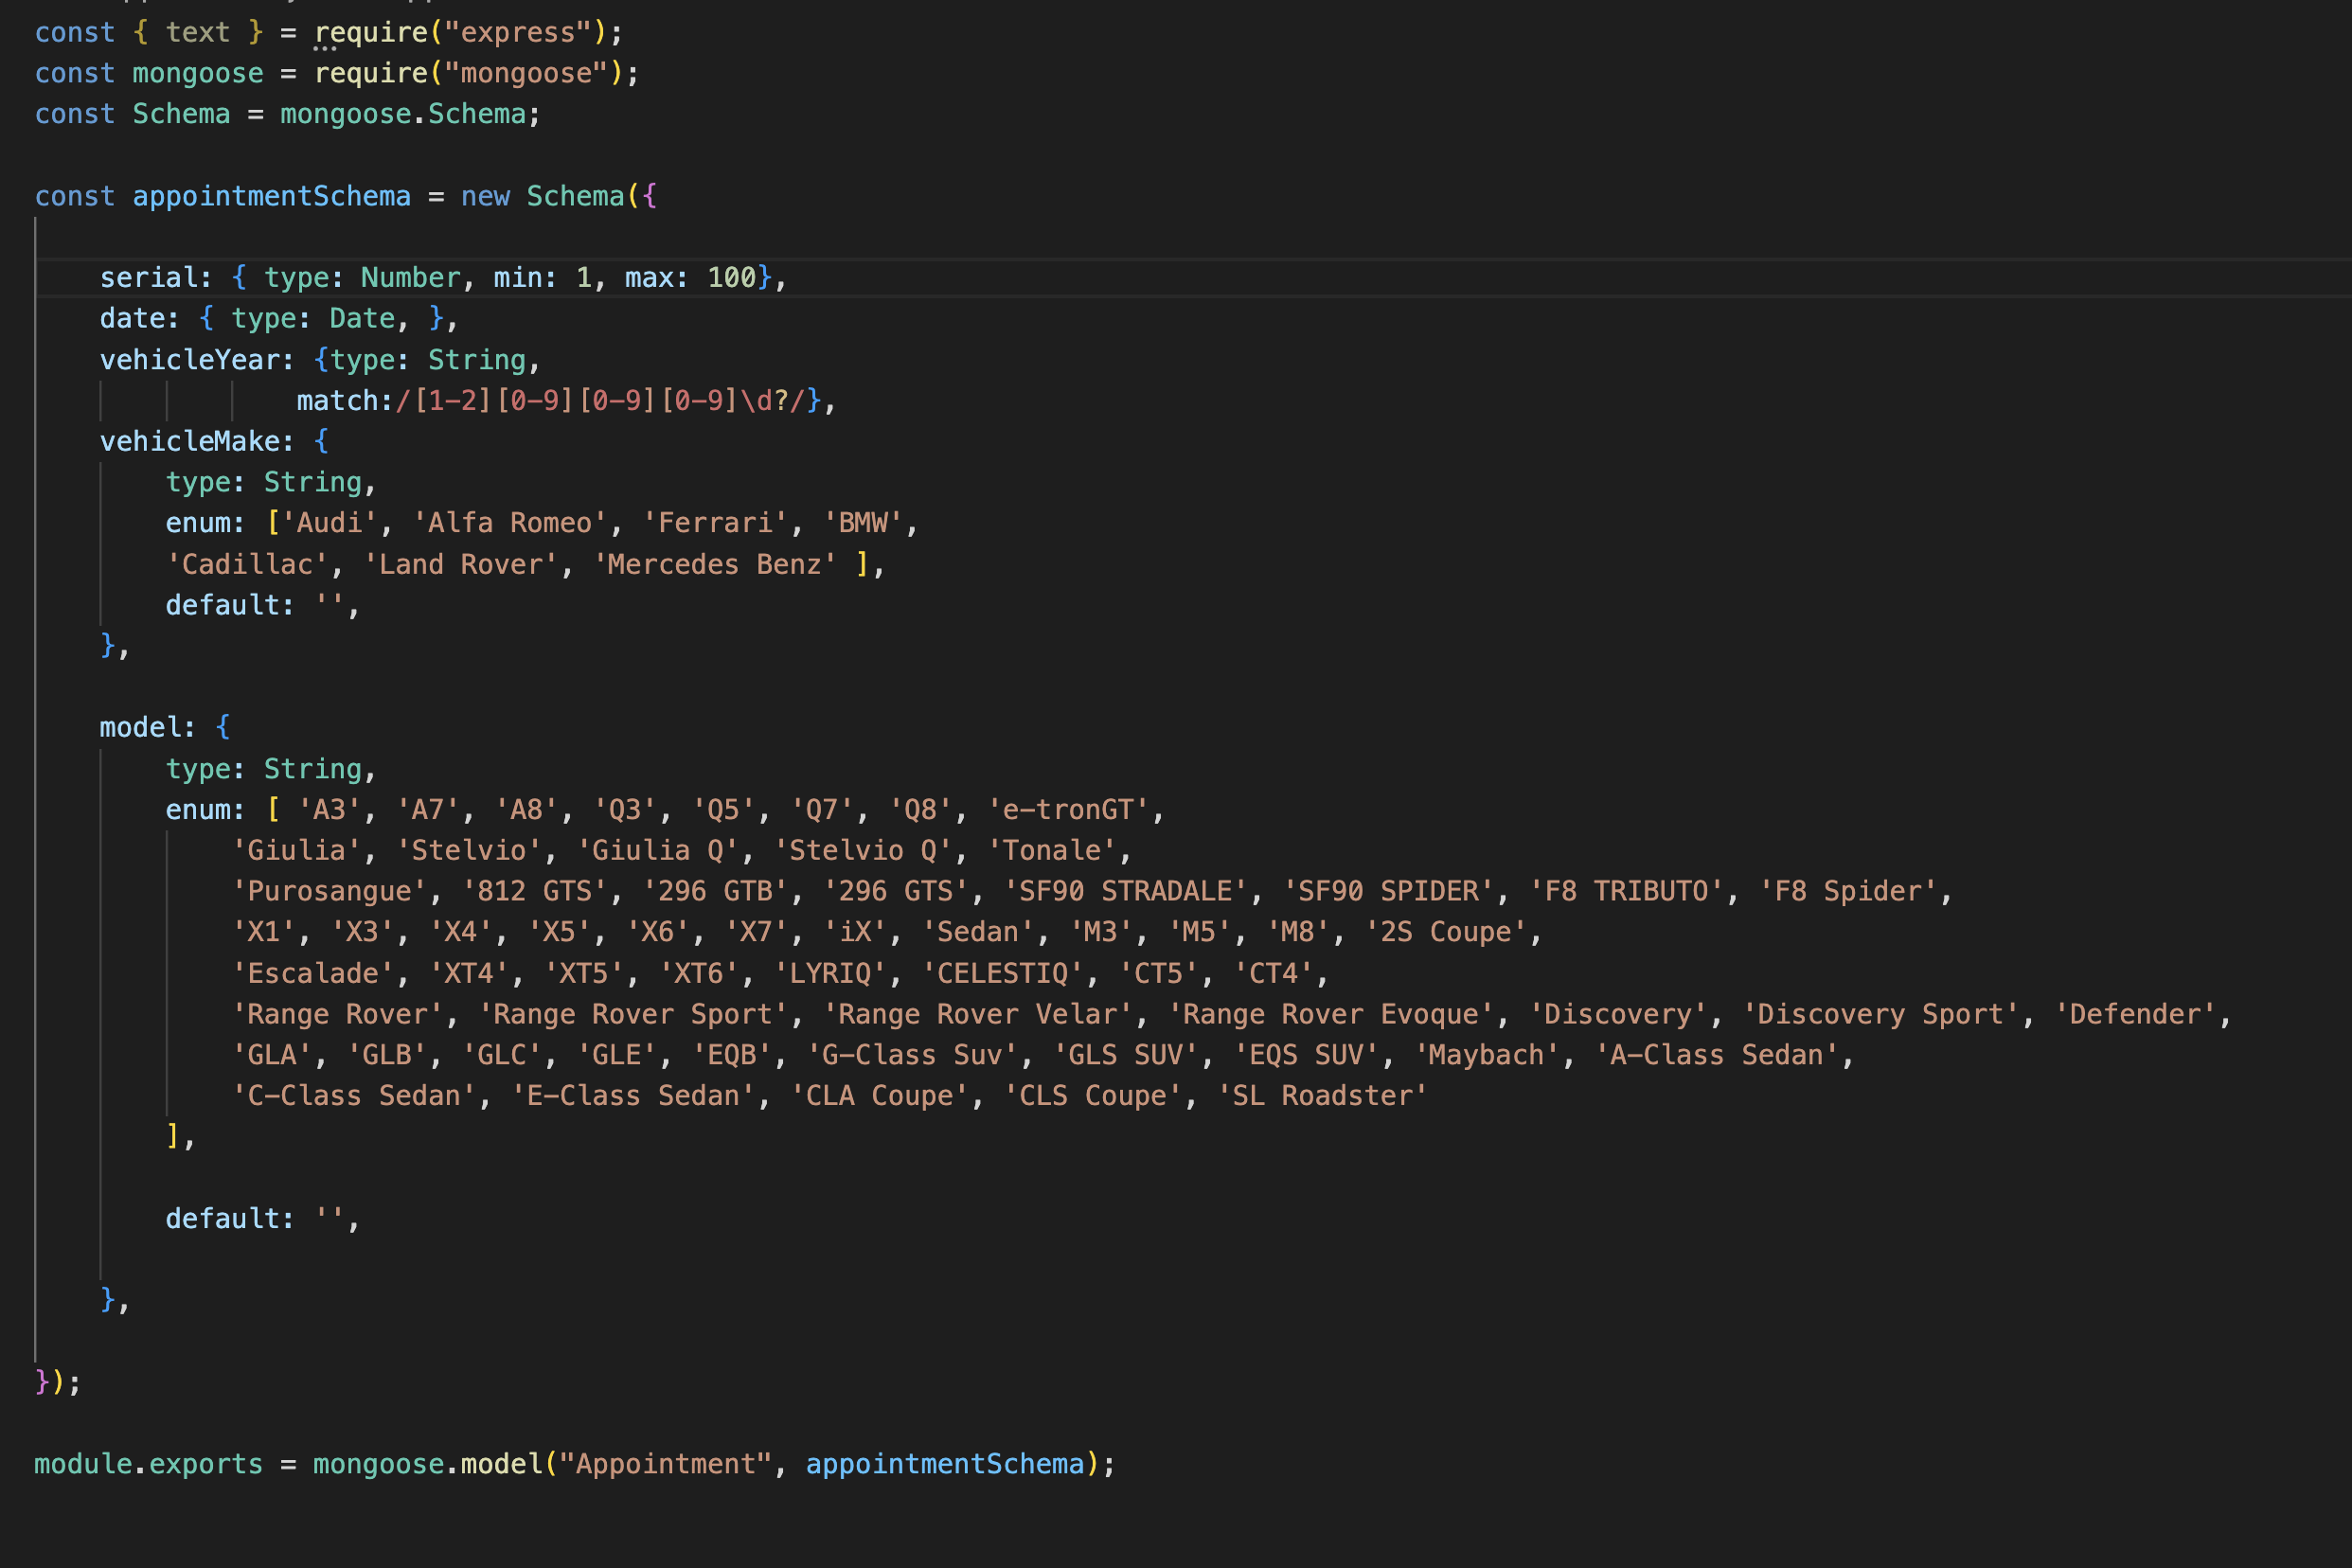 const { text } = require("express");
const mongoose = require("mongoose");
const Schema = mongoose.Schema;

const appointmentSchema = new Schema({

    serial: { type: Number, min: 1, max: 100},
    date: { type: Date, },
    vehicleYear: {type: String,
                match:/[1-2][0-9][0-9][0-9]\d?/},
    vehicleMake: {
        type: String,
        enum: ['Audi', 'Alfa Romeo', 'Ferrari', 'BMW',
        'Cadillac', 'Land Rover', 'Mercedes Benz' ],
        default: '',
    },

    model: {
        type: String,
        enum: [ 'A3', 'A7', 'A8', 'Q3', 'Q5', 'Q7', 'Q8', 'e-tronGT',
            'Giulia', 'Stelvio', 'Giulia Q', 'Stelvio Q', 'Tonale',
            'Purosangue', '812 GTS', '296 GTB', '296 GTS', 'SF90 STRADALE', 'SF90 SPIDER', 'F8 TRIBUTO', 'F8 Spider',
            'X1', 'X3', 'X4', 'X5', 'X6', 'X7', 'iX', 'Sedan', 'M3', 'M5', 'M8', '2S Coupe',
            'Escalade', 'XT4', 'XT5', 'XT6', 'LYRIQ', 'CELESTIQ', 'CT5', 'CT4',
            'Range Rover', 'Range Rover Sport', 'Range Rover Velar', 'Range Rover Evoque', 'Discovery', 'Discovery Sport', 'Defender',
            'GLA', 'GLB', 'GLC', 'GLE', 'EQB', 'G-Class Suv', 'GLS SUV', 'EQS SUV', 'Maybach', 'A-Class Sedan',
            'C-Class Sedan', 'E-Class Sedan', 'CLA Coupe', 'CLS Coupe', 'SL Roadster'
        ],

        default: '',

    },

});

module.exports = mongoose.model("Appointment", appointmentSchema);